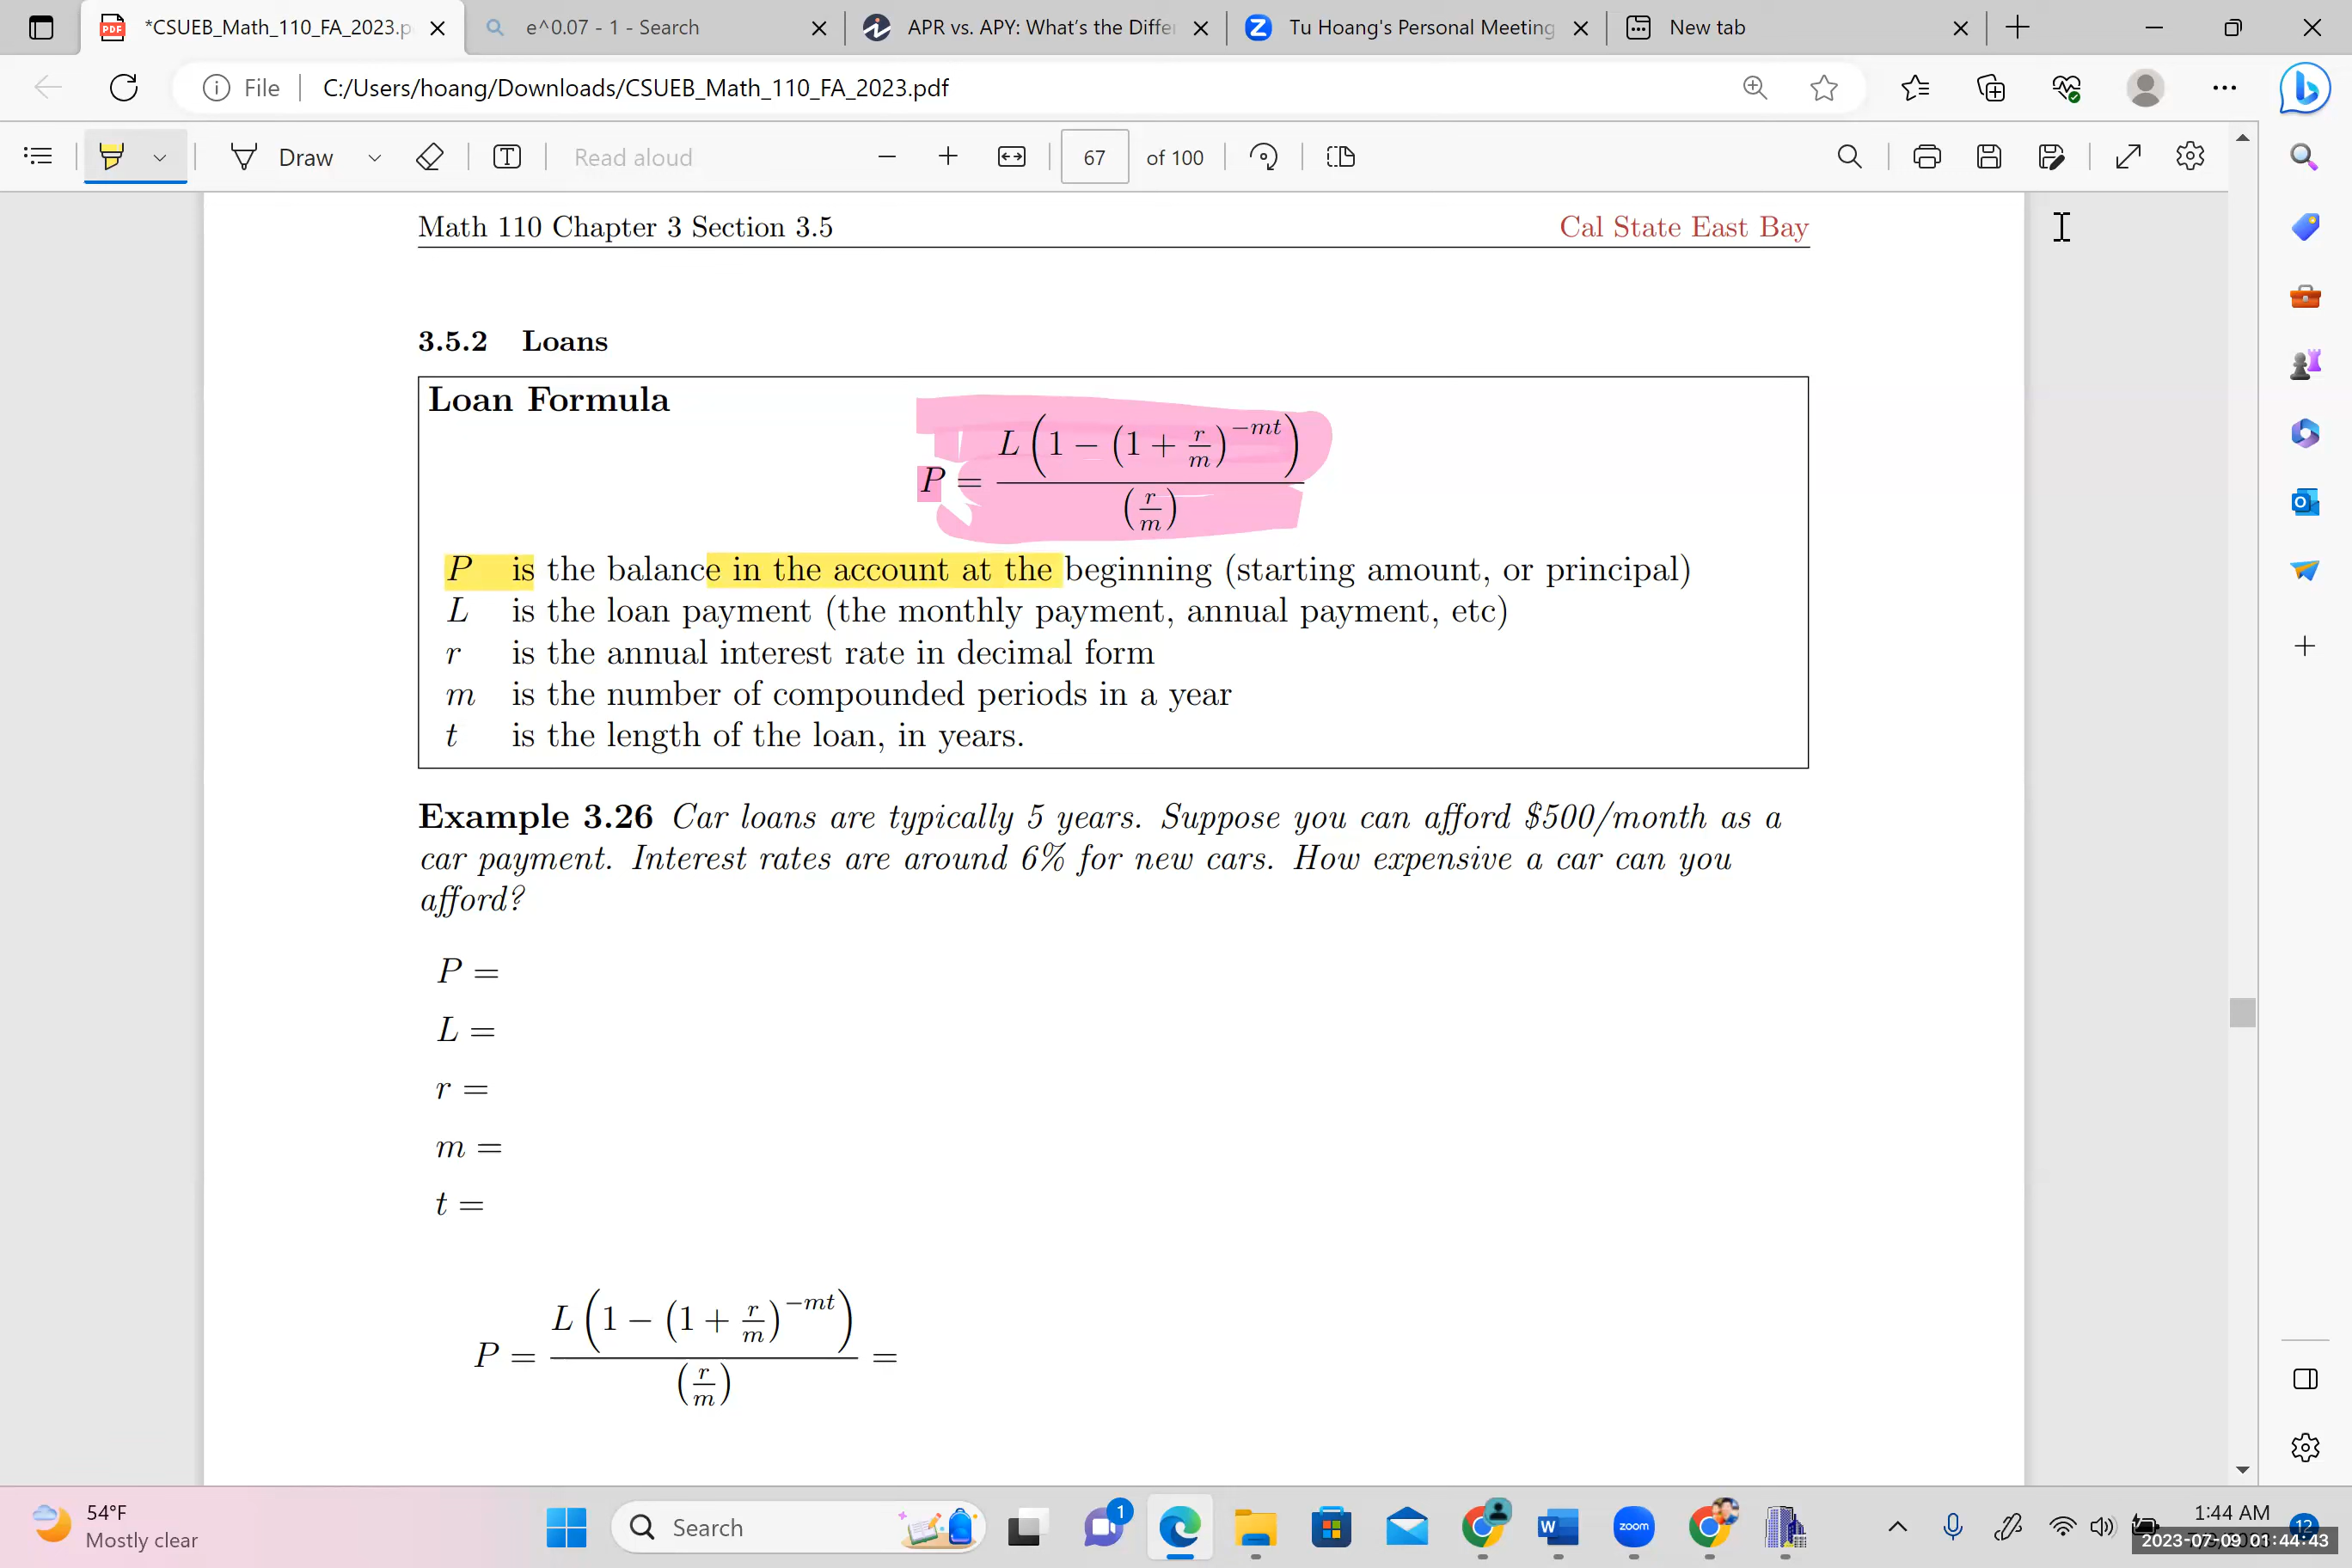 *CSUEB_Math_110_FA_2023.p
e^0.07 - 1 - Search
APR vs. APY: What's the Diffe
Tu Hoang's Personal Meeting
New tab
File
C:/Users/hoang/Downloads/CSUEB_Math_110_FA_2023.pdf
Draw
Read aloud
67
of 100
Math 110 Chapter 3 Section 3.5
Cal State East Bay
3.5.2 Loans
Loan Formula
P = L(1 − (1 + r/m)^−mt) / (r/m)
P is the balance in the account at the beginning (starting amount, or principal)
L is the loan payment (the monthly payment, annual payment, etc)
r is the annual interest rate in decimal form
m is the number of compounded periods in a year
t is the length of the loan, in years.
Example 3.26 Car loans are typically 5 years. Suppose you can afford $500/month as a
car payment. Interest rates are around 6% for new cars. How expensive a car can you
afford?
P =
L =
r =
m =
t =
P = L(1 − (1 + r/m)^−mt) / (r/m) =
54°F
Mostly clear
Search
1
zoom
1:44 AM
12
2023-07-09 01:44:43